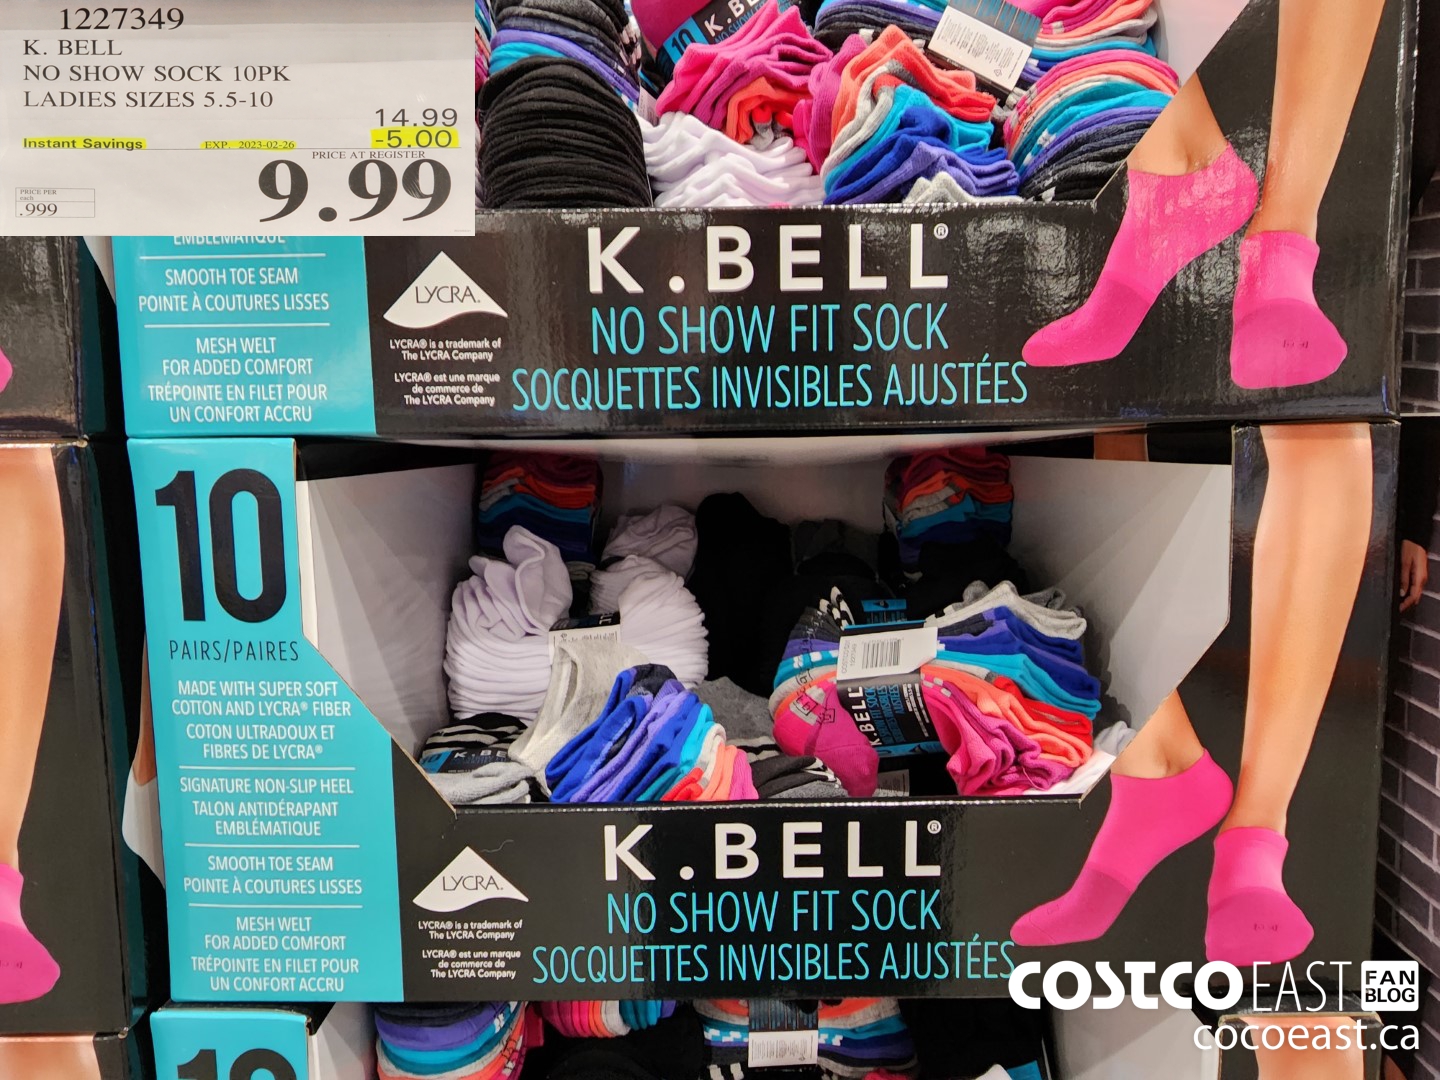 1227349
K. BELL
NO SHOW SOCK 10PK
LADIES SIZES 5.5-10
14.99
Instant Savings EXP. 2023-02-26 -5.00
PRICE AT REGISTER
9.99
PRICE PER
each
.999
10
EMBLÉMATIQUE
SMOOTH TOE SEAM
POINTE À COUTURES LISSES
MESH WELT
FOR ADDED COMFORT
TRÉPOINTE EN FILET POUR
UN CONFORT ACCRU
LYCRA®
LYCRA® is a trademark of
The LYCRA Company
LYCRA® est une marque
de commerce de
The LYCRA Company
K.BELL®
NO SHOW FIT SOCK
SOCQUETTES INVISIBLES AJUSTÉES
10
PAIRS/PAIRES
MADE WITH SUPER SOFT
COTTON AND LYCRA® FIBER
COTON ULTRADOUX ET
FIBRES DE LYCRA®
SIGNATURE NON-SLIP HEEL
TALON ANTIDÉRAPANT
EMBLÉMATIQUE
SMOOTH TOE SEAM
POINTE À COUTURES LISSES
MESH WELT
FOR ADDED COMFORT
TRÉPOINTE EN FILET POUR
UN CONFORT ACCRU
K.BELL
LYCRA®
LYCRA® is a trademark of
The LYCRA Company
LYCRA® est une marque
de commerce de
The LYCRA Company
K.BELL®
NO SHOW FIT SOCK
SOCQUETTES INVISIBLES AJUSTÉES
10
COSTCO EAST FAN
BLOG
cocoeast.ca